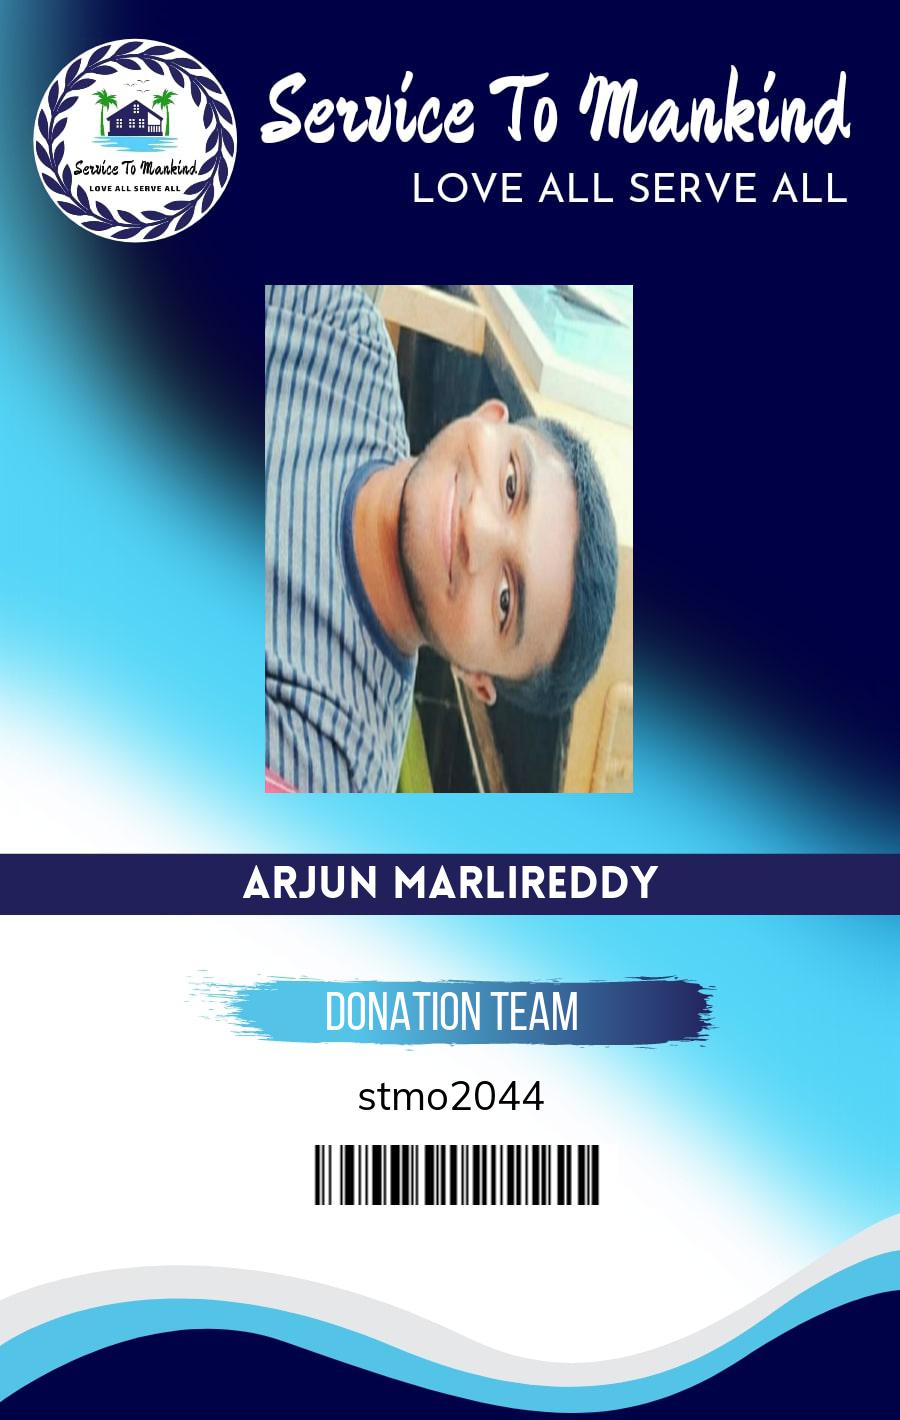 Service To Mankind
LOVE ALL SERVE ALL
Service To Mankind
LOVE ALL SERVE ALL
ARJUN MARLIREDDY
DONATION TEAM
stmo2044